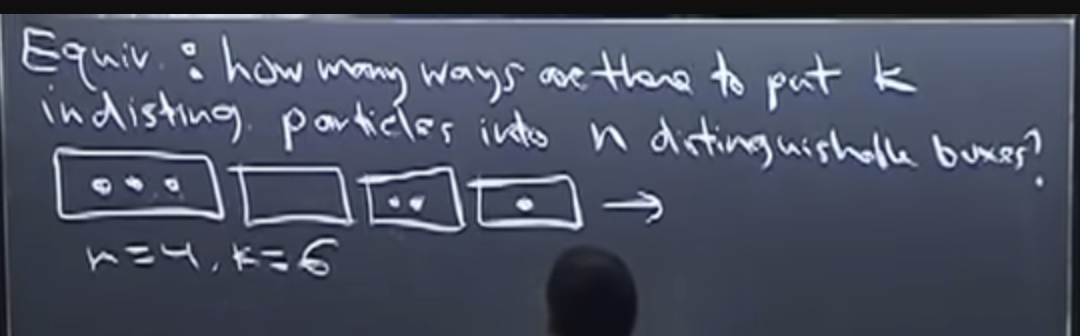 Equiv. : how many ways are there to put k
indisting. particles into n distinguishable boxes?
→
n=4, k=6